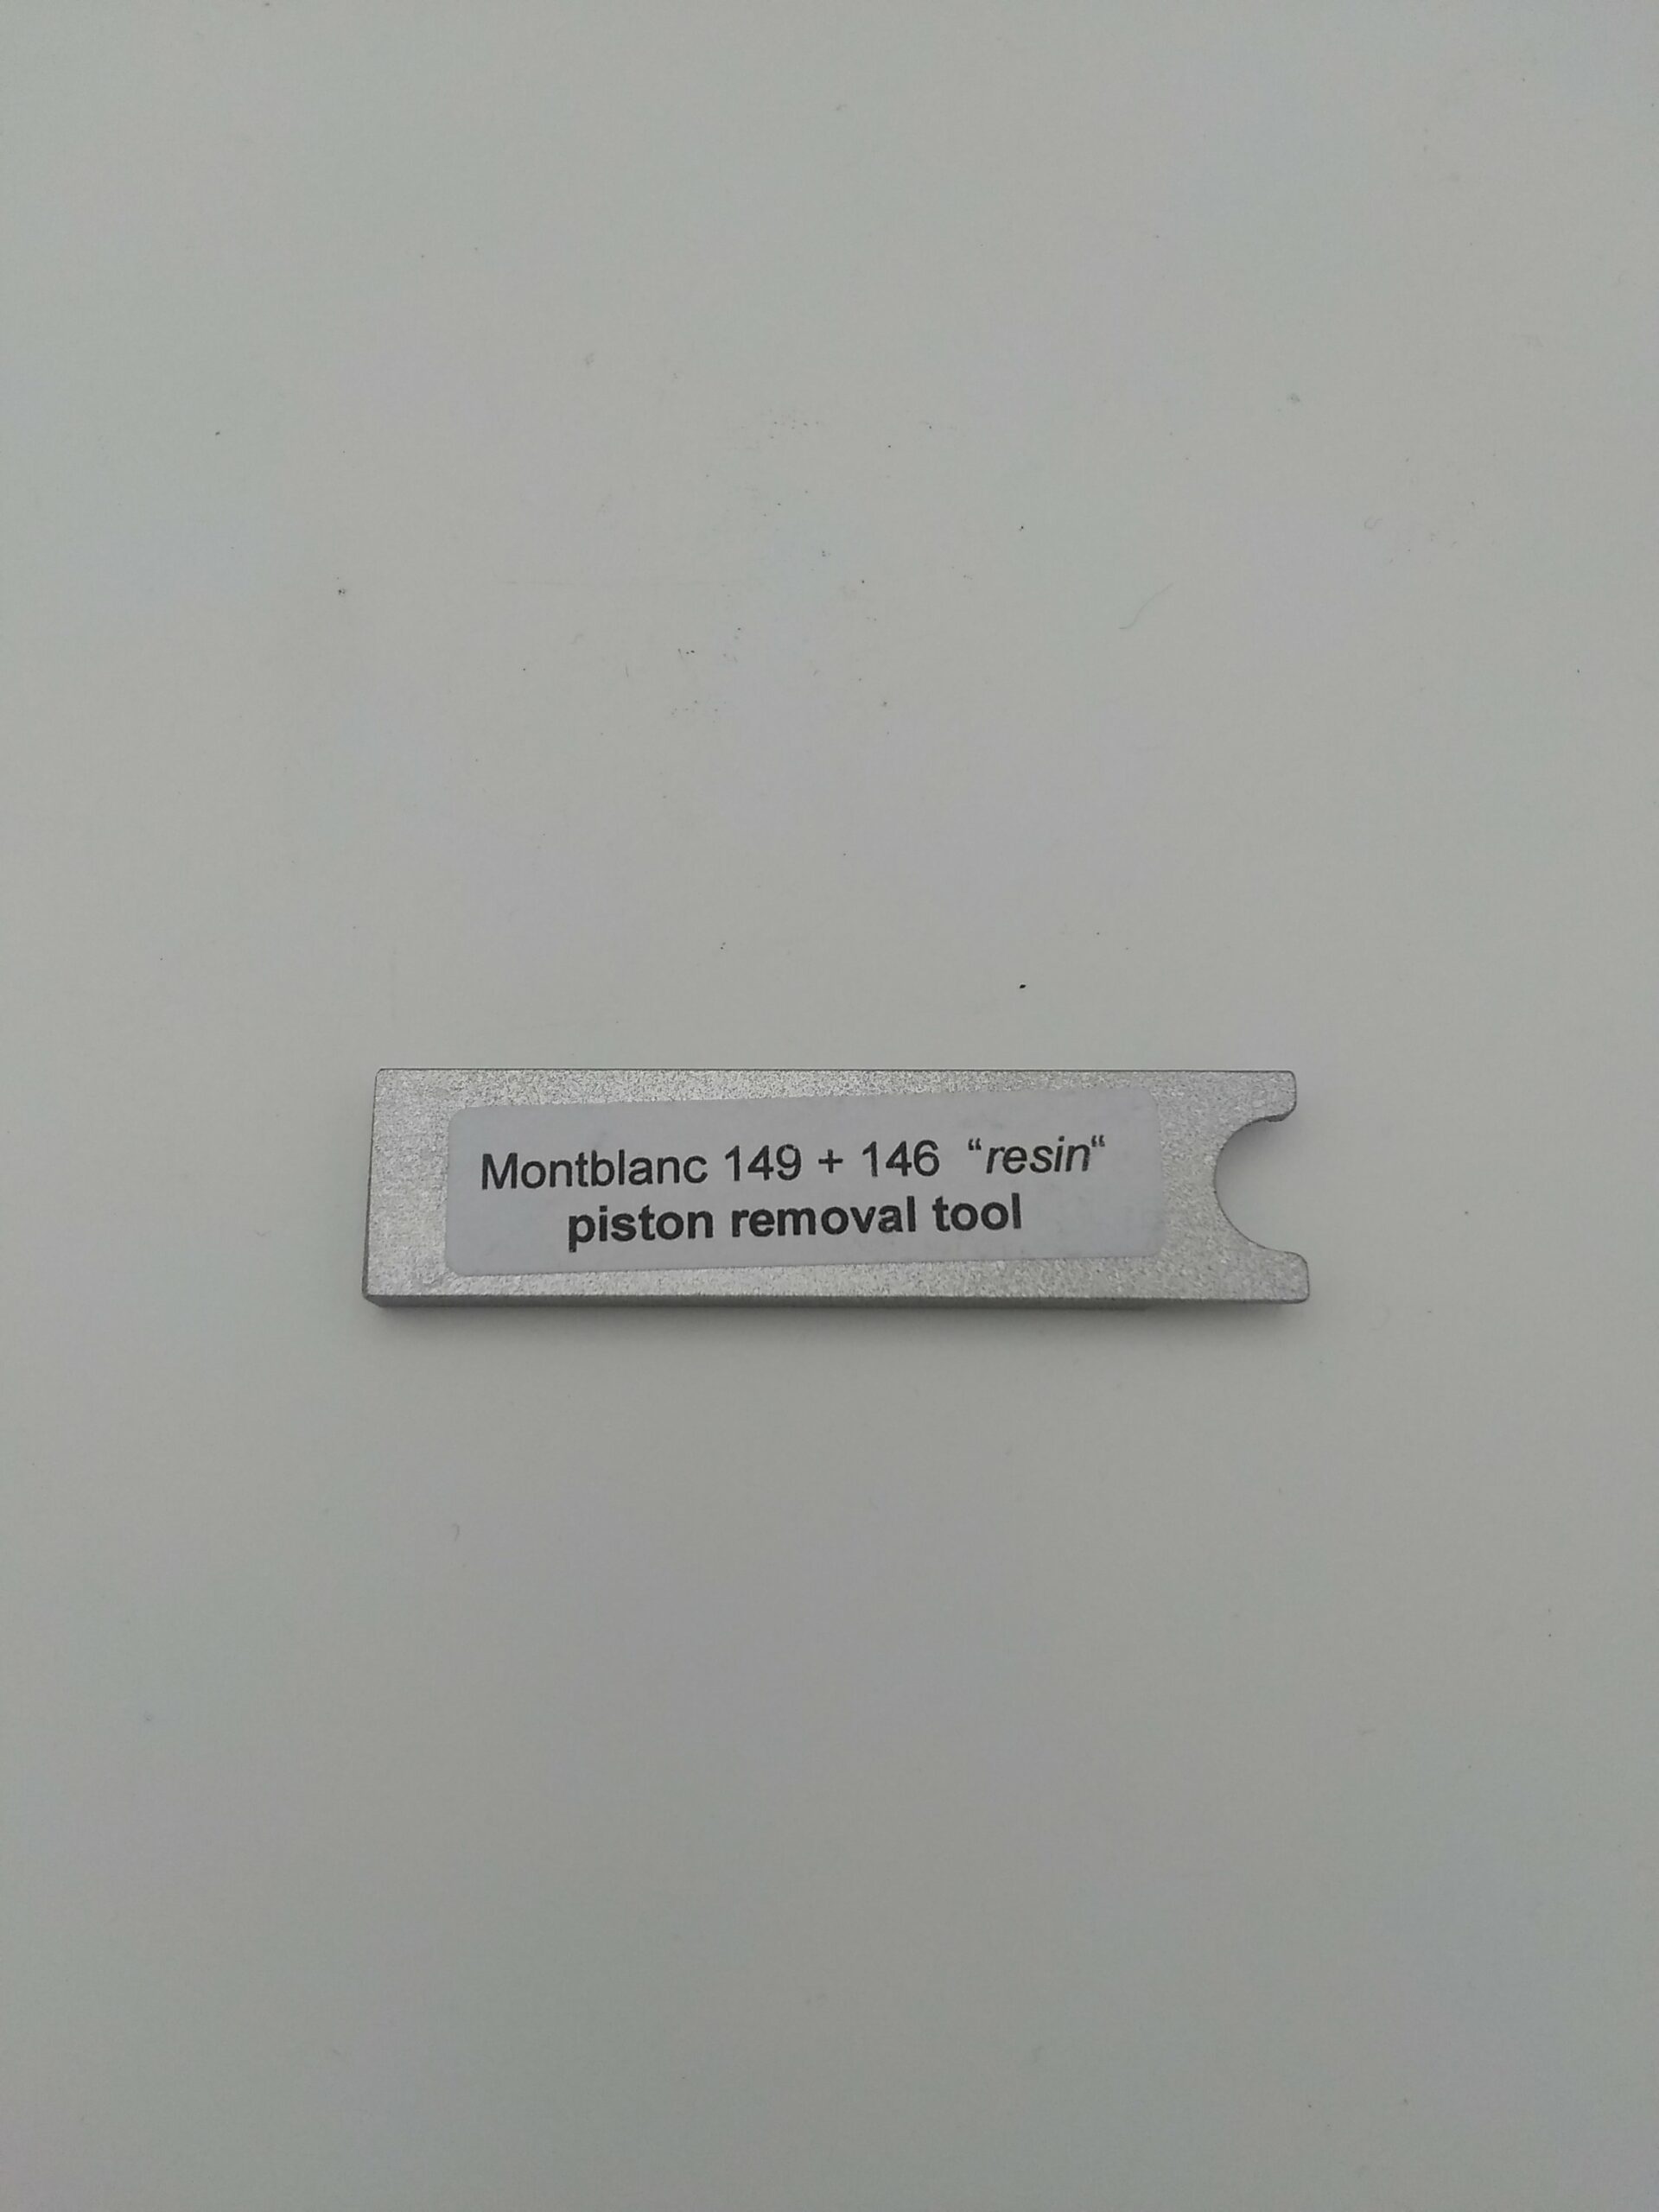 Montblanc 149 + 146 “resin“
piston removal tool